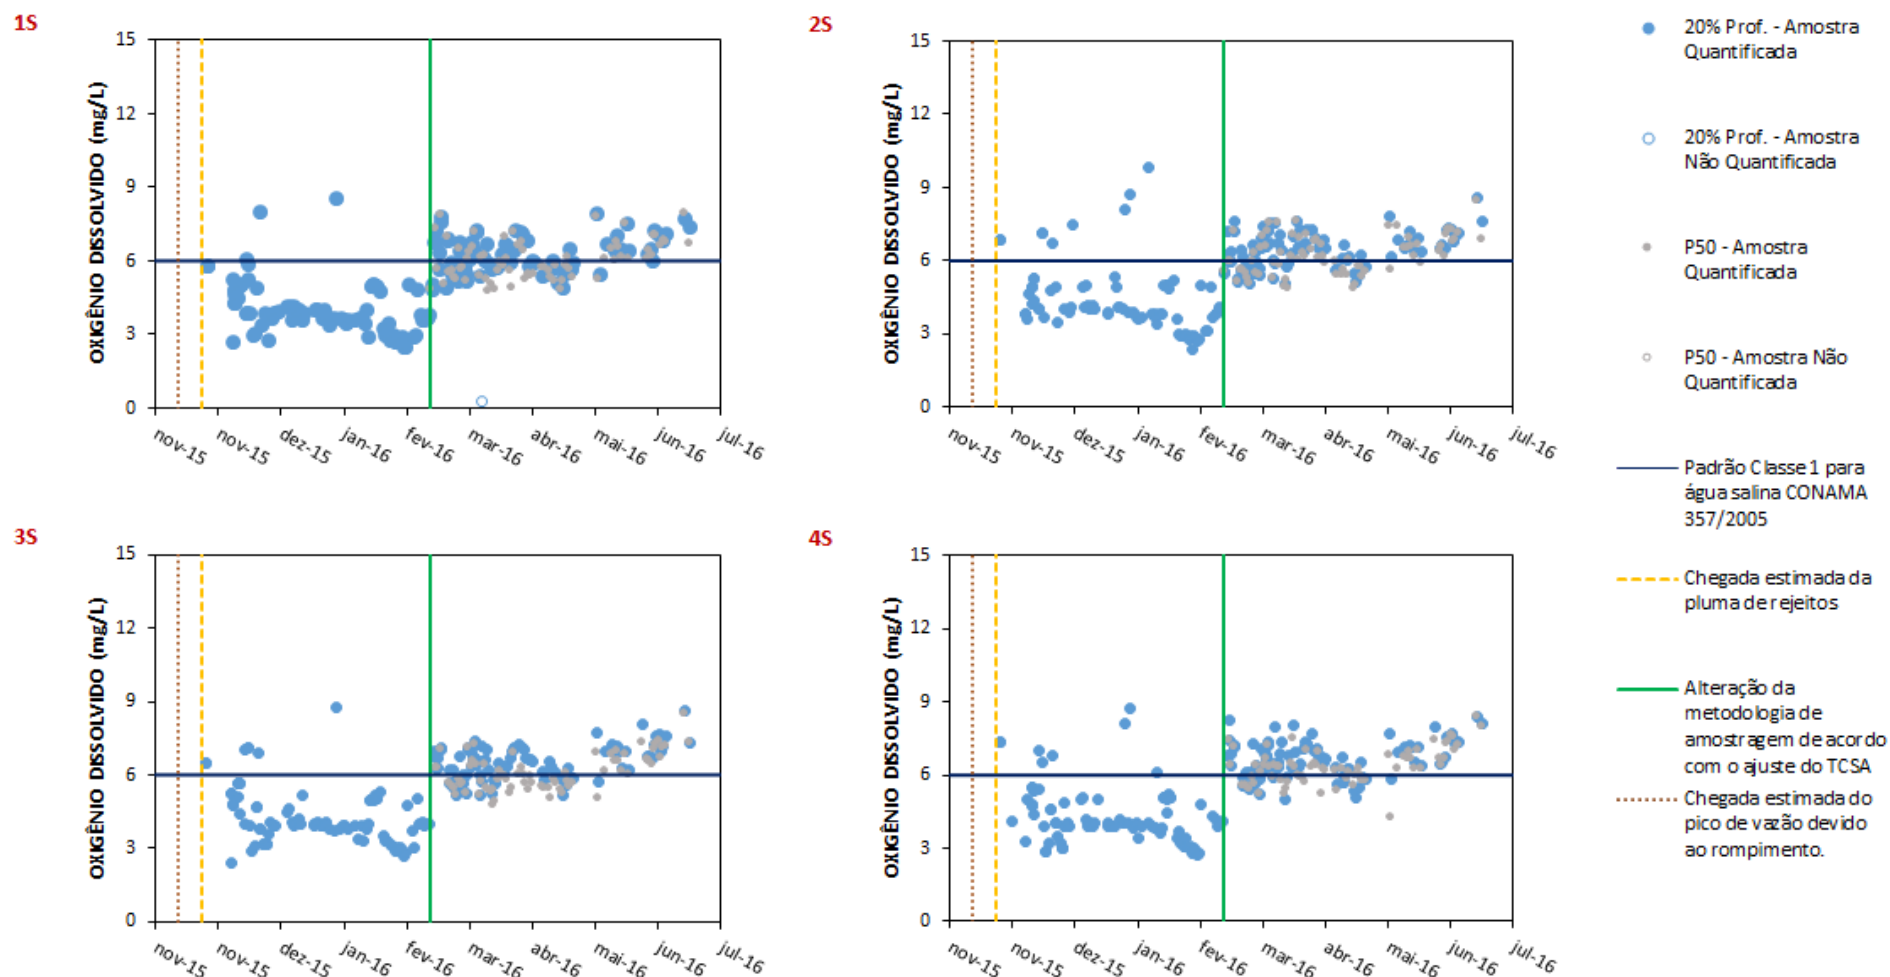 1S
OXIGÊNIO DISSOLVIDO (mg/L)
15
12
9
6
3
0
nov-15
nov-15
dez-15
jan-16
fev-16
mar-16
abr-16
mai-16
jun-16
jul-16
2S
OXIGÊNIO DISSOLVIDO (mg/L)
15
12
9
6
3
0
nov-15
nov-15
dez-15
jan-16
fev-16
mar-16
abr-16
mai-16
jun-16
jul-16
3S
OXIGÊNIO DISSOLVIDO (mg/L)
15
12
9
6
3
0
nov-15
nov-15
dez-15
jan-16
fev-16
mar-16
abr-16
mai-16
jun-16
jul-16
4S
OXIGÊNIO DISSOLVIDO (mg/L)
15
12
9
6
3
0
nov-15
nov-15
dez-15
jan-16
fev-16
mar-16
abr-16
mai-16
jun-16
jul-16
20% Prof. - Amostra
Quantificada
20% Prof. - Amostra
Não Quantificada
P50 - Amostra
Quantificada
P50 - Amostra Não
Quantificada
Padrão Classe 1 para
água salina CONAMA
357/2005
Chegada estimada da
pluma de rejeitos
Alteração da
metodologia de
amostragem de acordo
com o ajuste do TCSA
Chegada estimada do
pico de vazão devido
ao rompimento.